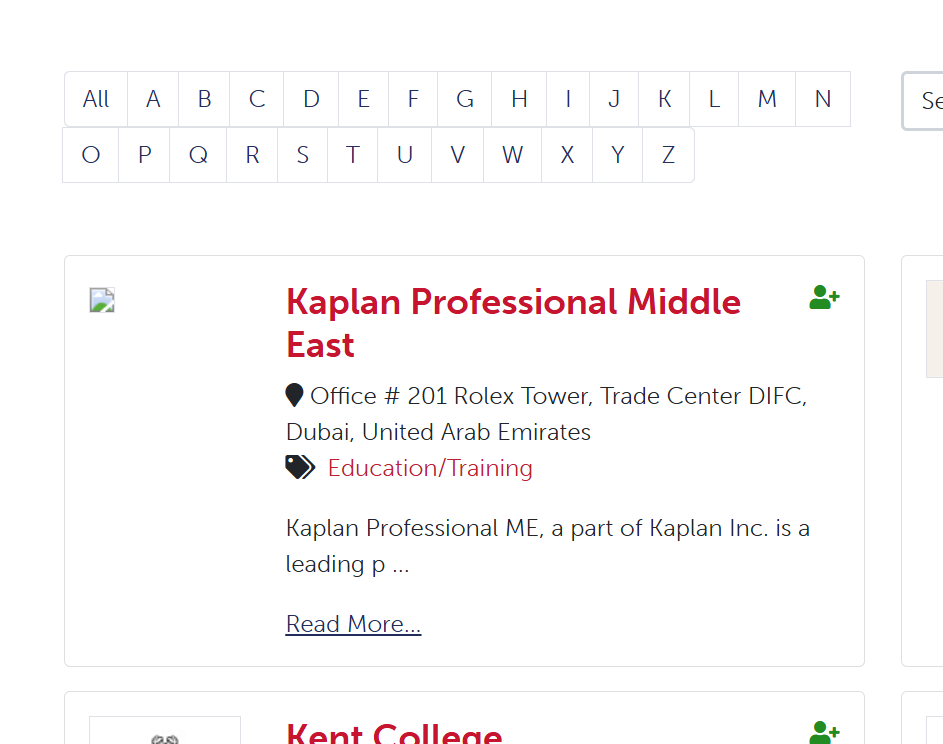 All A B C D E F G H I J K L M N
Se
O P Q R S T U V W X Y Z
Kaplan Professional Middle
East
Office # 201 Rolex Tower, Trade Center DIFC,
Dubai, United Arab Emirates
Education/Training
Kaplan Professional ME, a part of Kaplan Inc. is a
leading p ...
Read More...
Kent College